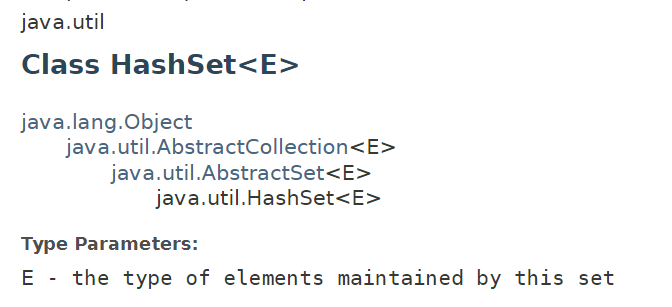 java.util
Class HashSet<E>
java.lang.Object
java.util.AbstractCollection<E>
java.util.AbstractSet<E>
java.util.HashSet<E>
Type Parameters:
E - the type of elements maintained by this set